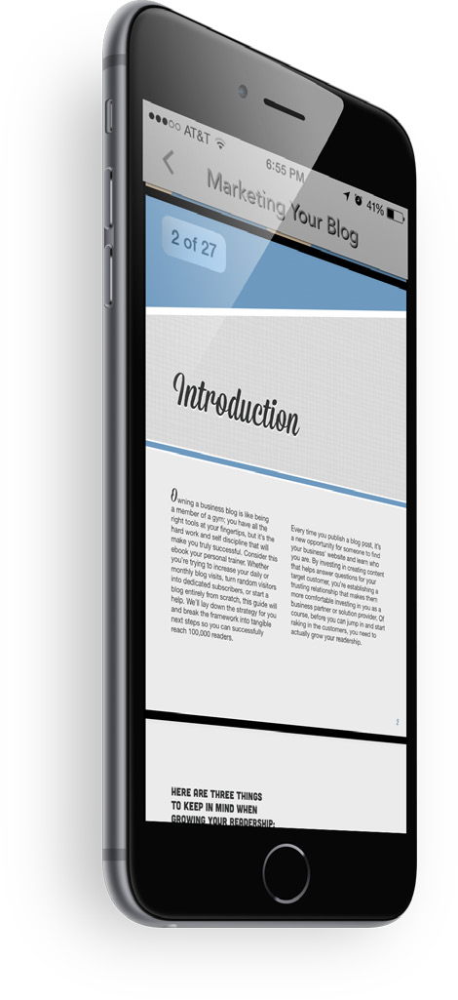 AT&T 6:55 PM 41%
Marketing Your Blog
2 of 27
Introduction
Owning a business blog is like being
a member of a gym; you have all the
right tools at your fingertips, but it's the
hard work and self discipline that will
make you truly successful. Consider this
ebook your personal trainer. Whether
you're trying to increase your daily or
monthly blog visits, turn random visitors
into dedicated subscribers, or start a
blog entirely from scratch, this guide will
help. We'll lay down the strategy for you
and break the framework into tangible
next steps so you can successfully
reach 100,000 readers.
Every time you publish a blog post, it's
a new opportunity for someone to find
your business' website and learn who
you are. By investing in creating content
that helps answer questions for your
target customer, you're establishing a
trusting relationship that makes them
more comfortable investing in you as a
business partner or solution provider. Of
course, before you can jump in and start
raking in the customers, you need to
actually grow your readership.
2
HERE ARE THREE THINGS
TO KEEP IN MIND WHEN
GROWING YOUR READERSHIP: